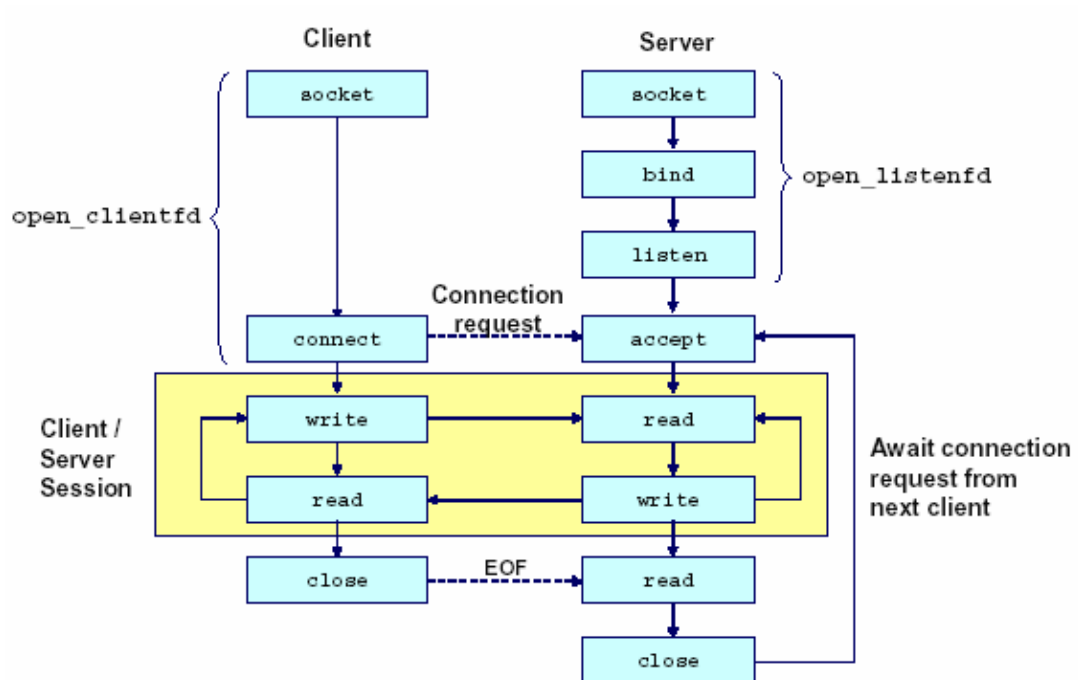 Client
Server
socket
socket
bind
open_listenfd
open_clientfd
listen
Connection
request
connect
accept
Client /
Server
Session
write
read
Await connection
request from
next client
read
write
close
EOF
read
close